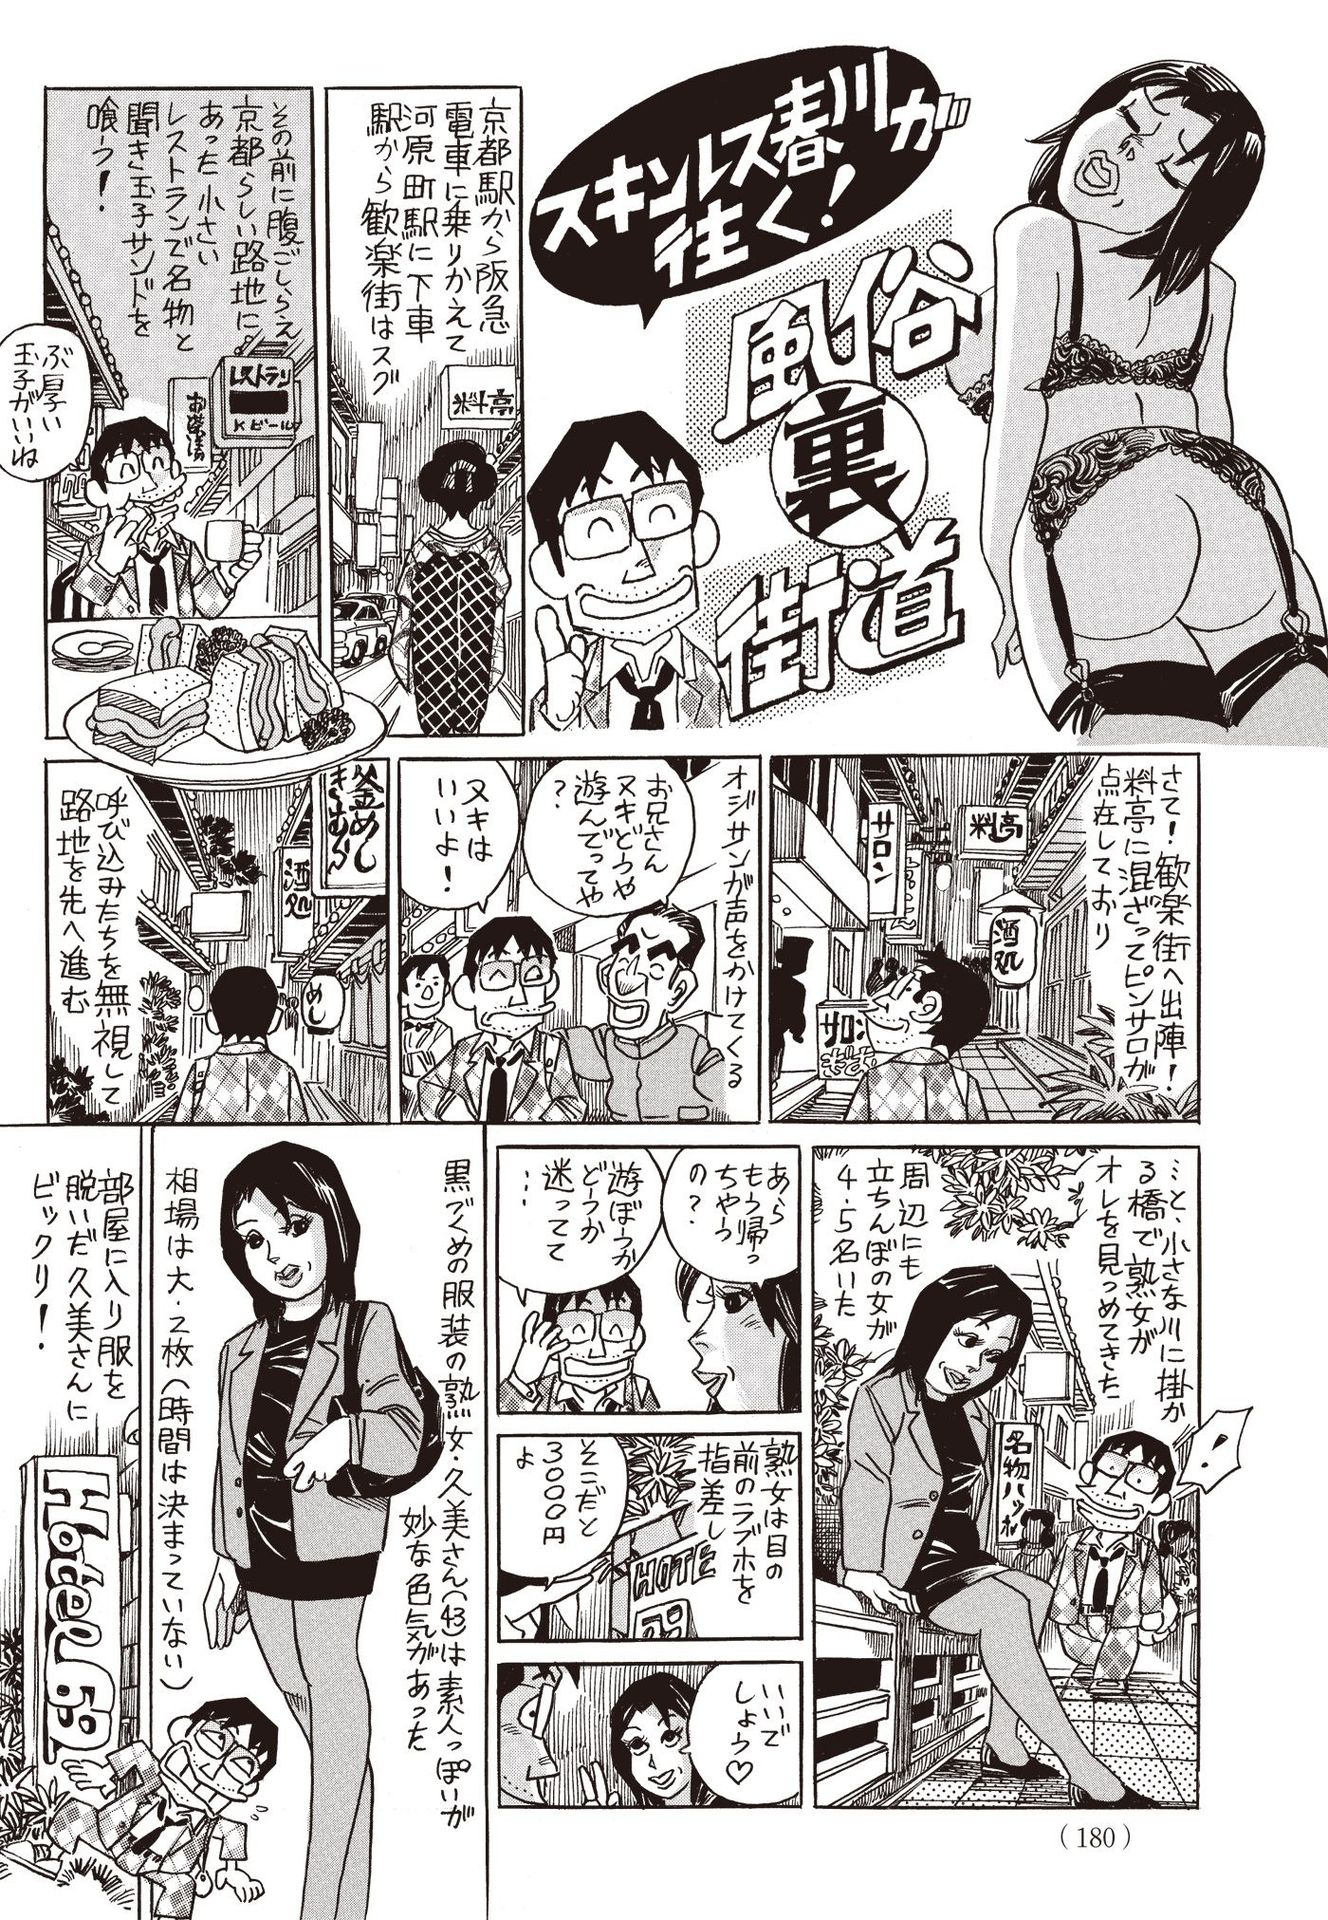 スキンレス春川が
往く!
風俗
裏
街道
京都駅から阪急
電車に乗りかえて
河原町駅に下車
駅から歓楽街はスグ
料亭
その前に腹ごしらえ
京都らしい路地に
あった小さい
レストランで名物と
聞き玉子サンドを
喰う!
レストラン
Kビール
ぶ厚い
玉子がいいね
さて!歓楽街へ出陣!
料亭に混ざってピンサロが
点在しており
料亭
サロン
酒処
サロン
オジサンが声をかけてくる
お兄さん
ヌキどうや
遊んでってや
?
ヌキは
いいよ!
釜めし
酒処
めし
呼び込みたちを無視して
路地を先へ進む
…と、小さな川に掛か
る橋で熟女が
オレを見つめてきた
周辺にも
立ちんぼの女が
4・5名いた
!
名物ハッ木
あら
もう帰っ
ちゃう
の?
遊ぼうか
どうか
迷ってて
…
熟女は目の
前のラブホを
指差し
そこだと
3000円
よ
HOTE
いいで
しょう♡
黒づくめの服装の熟女・久美さん(43)は素人っぽいが
妙な色気があった
相場は大・2枚(時間は決まっていない)
部屋に入り服を
脱いだ久美さんに
ビックリ!
Hotel 69
(180)